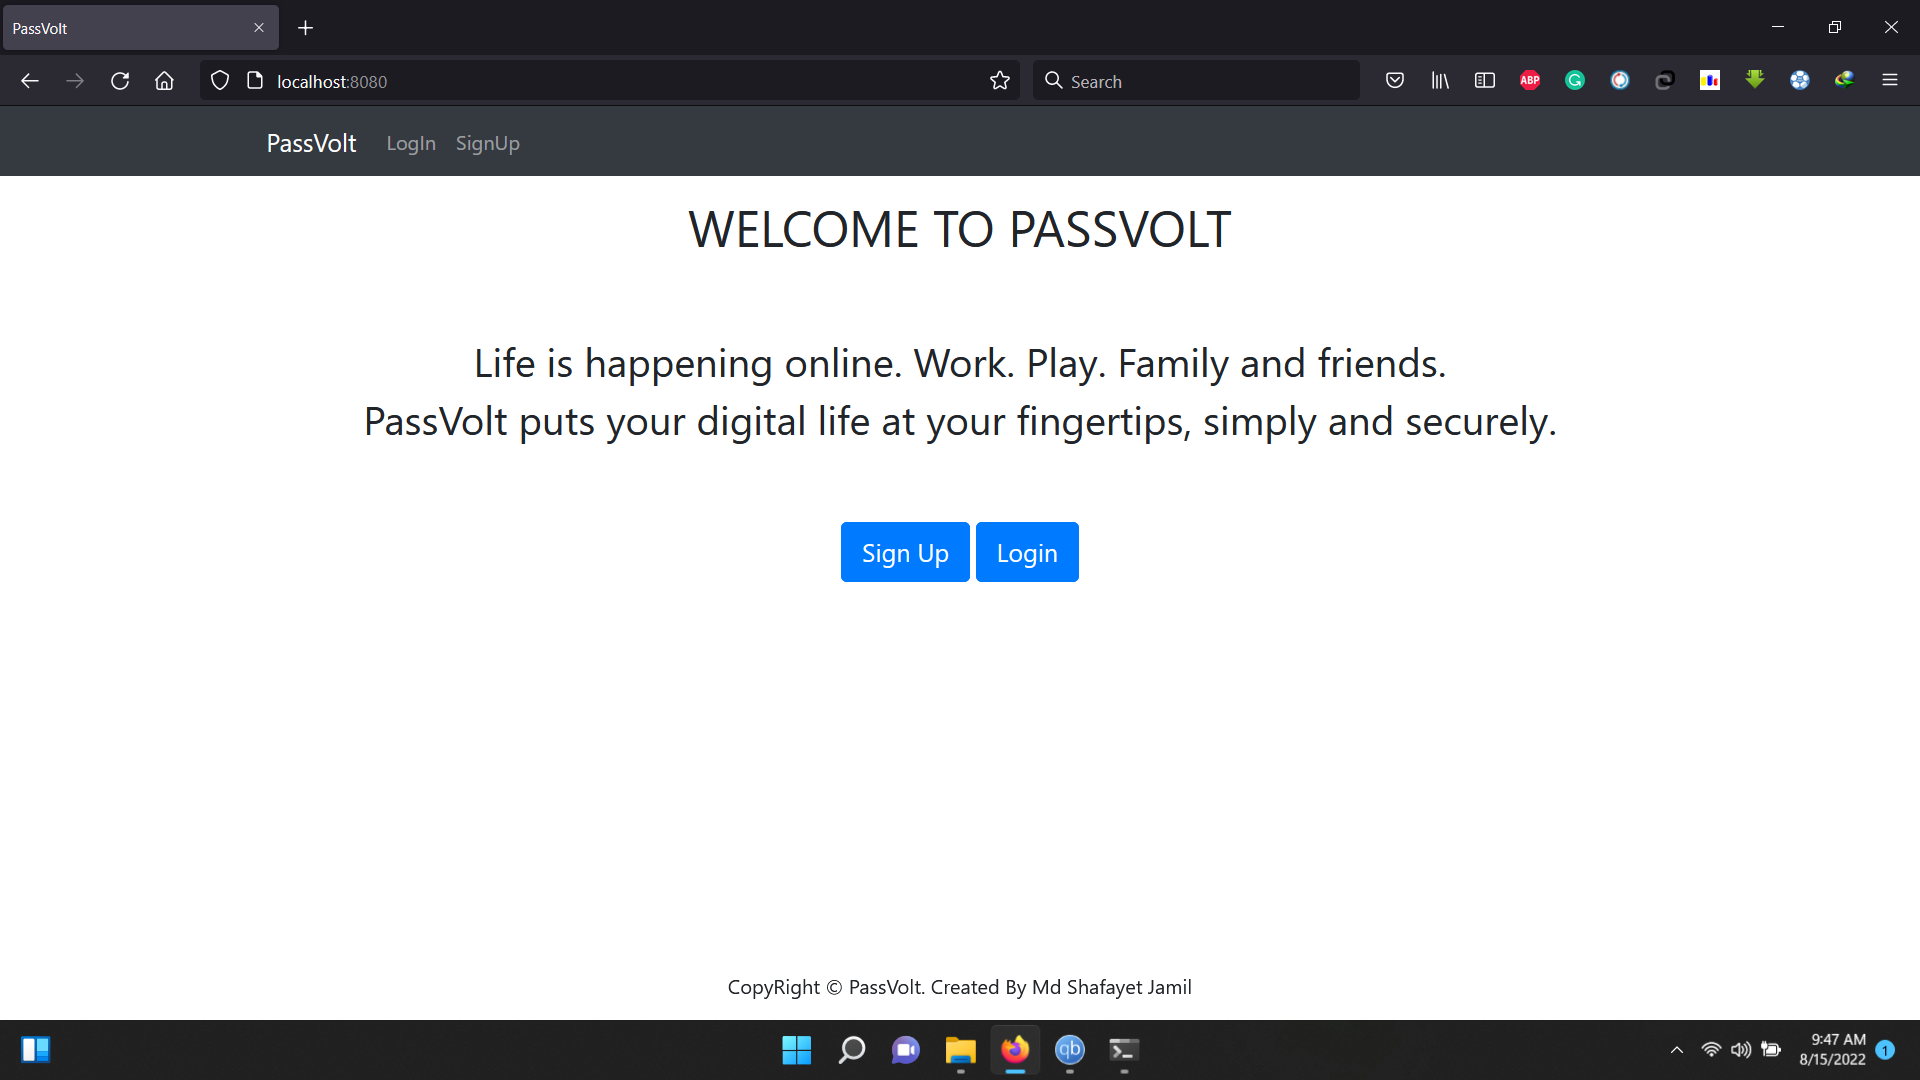 PassVolt
localhost:8080
Search
ABP
PassVolt LogIn SignUp
WELCOME TO PASSVOLT
Life is happening online. Work. Play. Family and friends.
PassVolt puts your digital life at your fingertips, simply and securely.
Sign Up Login
CopyRight © PassVolt. Created By Md Shafayet Jamil
qb
9:47 AM
8/15/2022
1